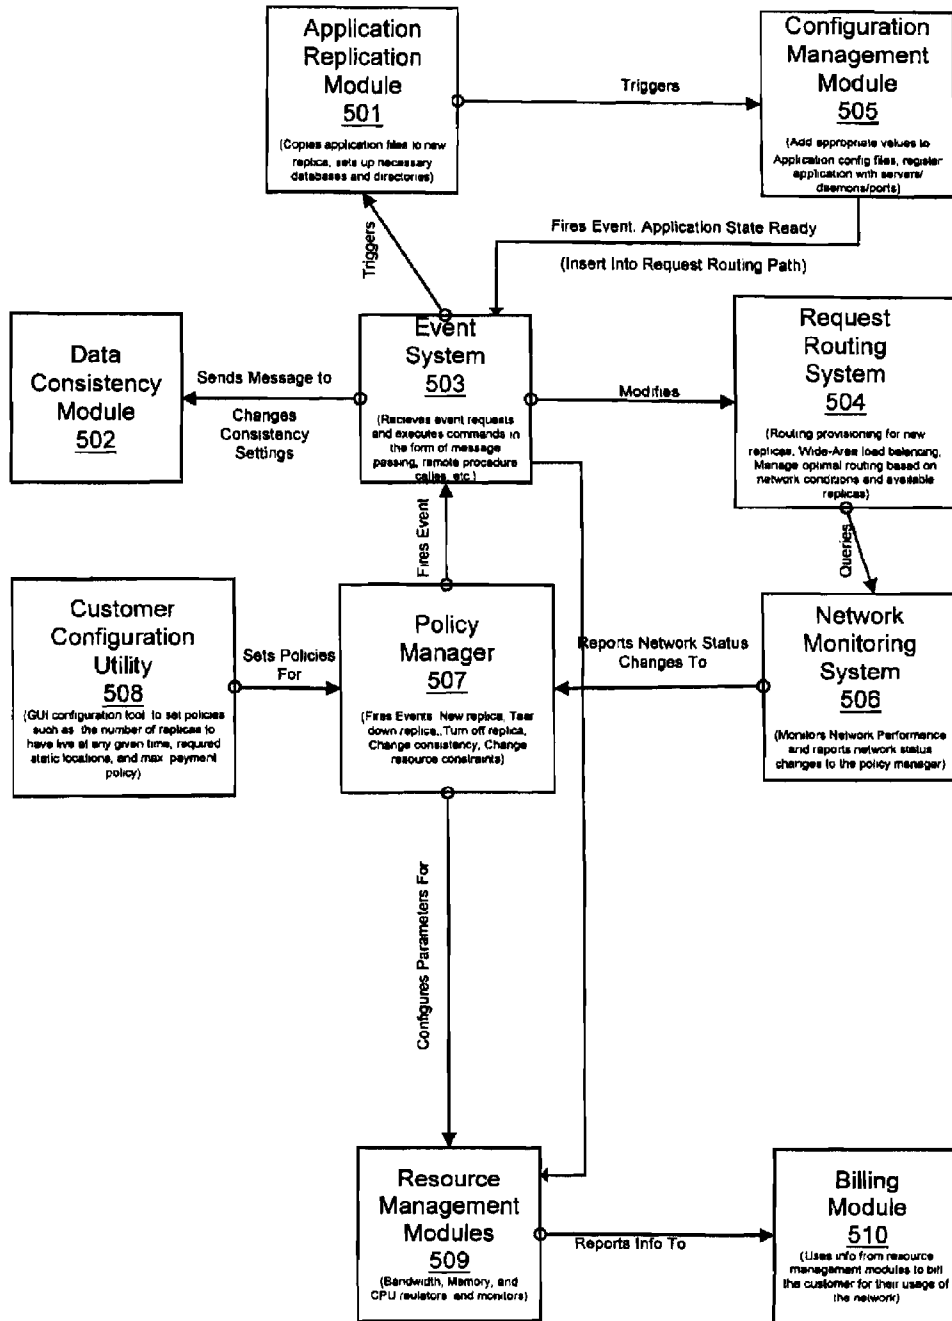 Application
Replication
Module
501
(Copies application files to new
replica, sets up necessary
databases and directories)
Triggers
Configuration
Management
Module
505
(Add appropriate values to
Application config files, register
application with servers/
daemons/ports)
Fires Event. Application State Ready
(Insert Into Request Routing Path)
Triggers
Data
Consistency
Module
502
Sends Message to
Changes
Consistency
Settings
Event
System
503
(Recieves event requests
and executes commands in
the form of message
passing, remote procedure
calles, etc.)
Modifies
Request
Routing
System
504
(Routing provisioning for new
replicas, Wide-Area load balencing,
Manage optimal routing based on
network conditions and available
replicas)
Fires Event
Queries
Customer
Configuration
Utility
508
(GUI configuration tool to set policies
such as the number of replicas to
have live at any given time, required
static locations, and max payment
policy)
Sets Policies
For
Policy
Manager
507
(Fires Events New replica, Tear
down replica,.Turn off replica,
Change consistency, Change
resource constraints)
Reports Network Status
Changes To
Network
Monitoring
System
506
(Monitors Network Performance
and reports network status
changes to the policy manager)
Configures Parameters For
Resource
Management
Modules
509
(Bandwidth, Memory, and
CPU reulators and monitors)
Reports Info To
Billing
Module
510
(Uses info from resource
management modules to bill
the customer for their usage of
the network)